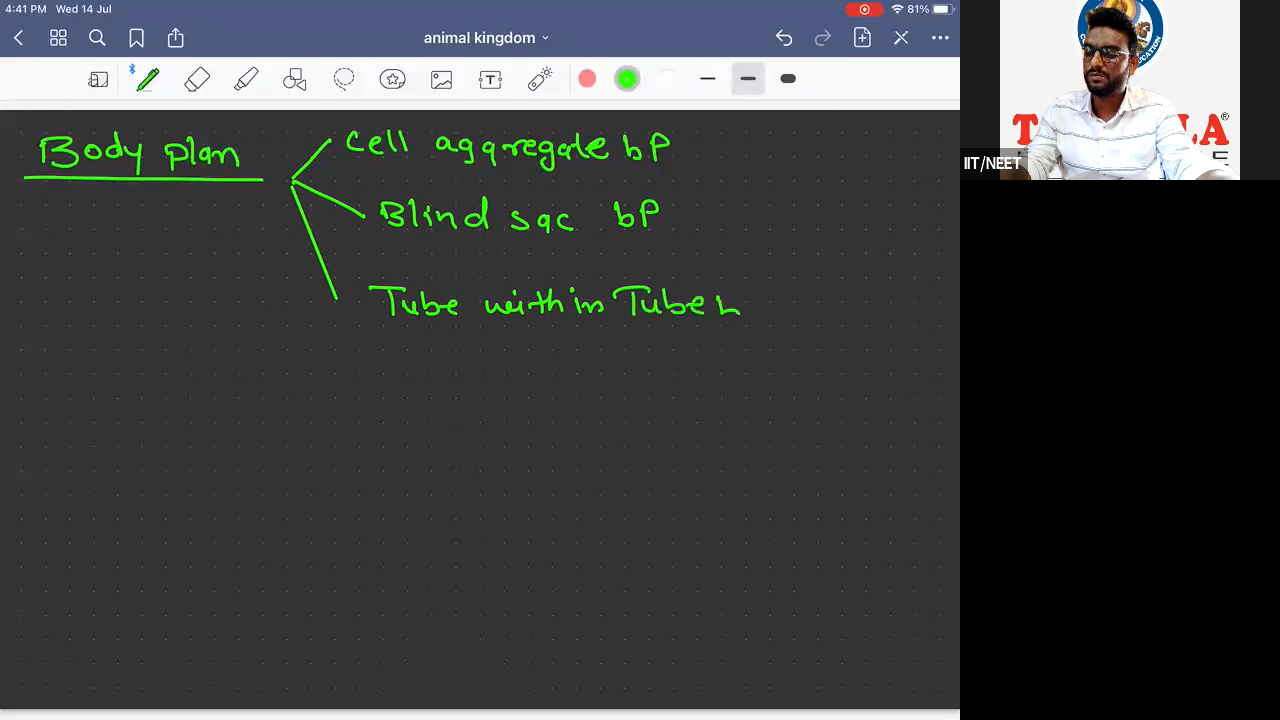 4:41 PM Wed 14 Jul
81%
animal kingdom
Body plan
Cell aggregate bP
Blind sac bP
Tube within Tube
IIT/NEET